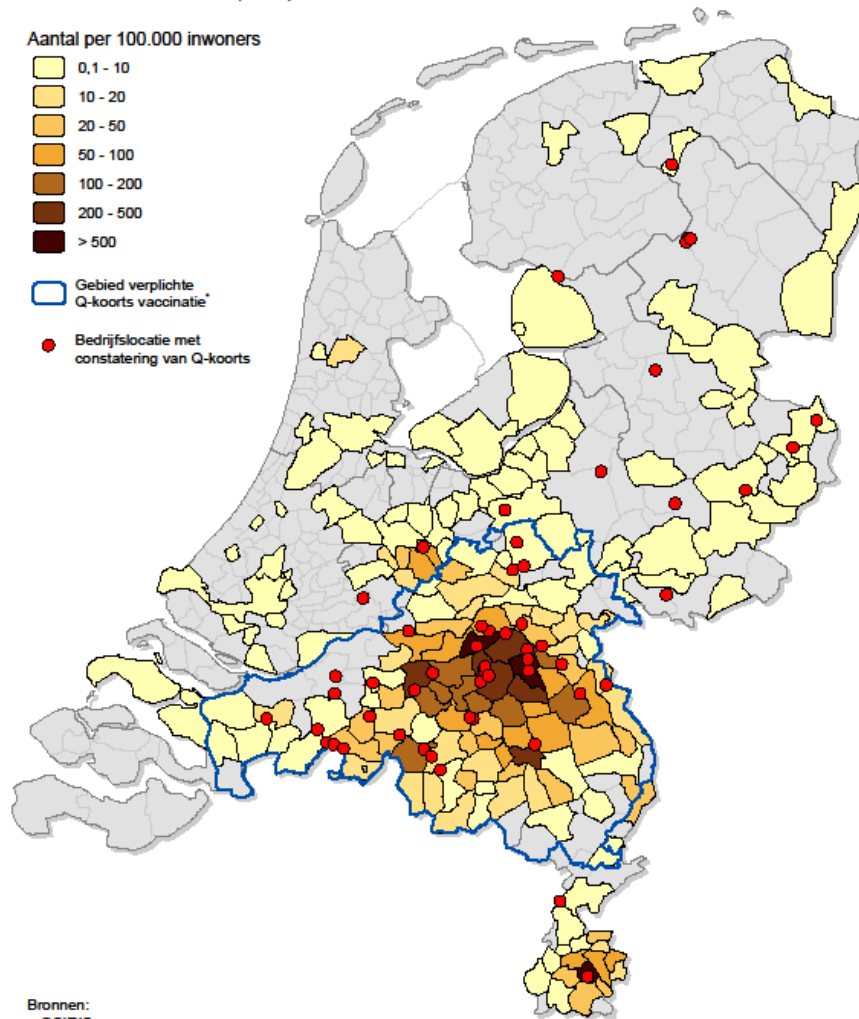 Aantal per 100.000 inwoners
0,1 - 10
10 - 20
20 - 50
50 - 100
100 - 200
200 - 500
> 500
Gebied verplichte
Q-koorts vaccinatie*
Bedrijfslocatie met
constatering van Q-koorts
Bronnen: